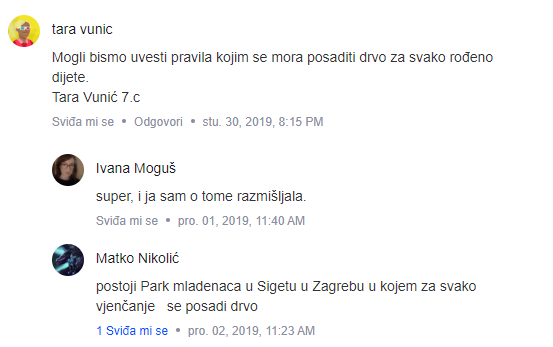 tara vunic
Mogli bismo uvesti pravila kojim se mora posaditi drvo za svako rođeno
dijete.
Tara Vunić 7.c
Sviđa mi se • Odgovori • stu. 30, 2019, 8:15 PM
Ivana Moguš
super, i ja sam o tome razmišljala.
Sviđa mi se • pro. 01, 2019, 11:40 AM
Matko Nikolić
postoji Park mladenaca u Sigetu u Zagrebu u kojem za svako
vjenčanje se posadi drvo
1 Sviđa mi se • pro. 02, 2019, 11:23 AM